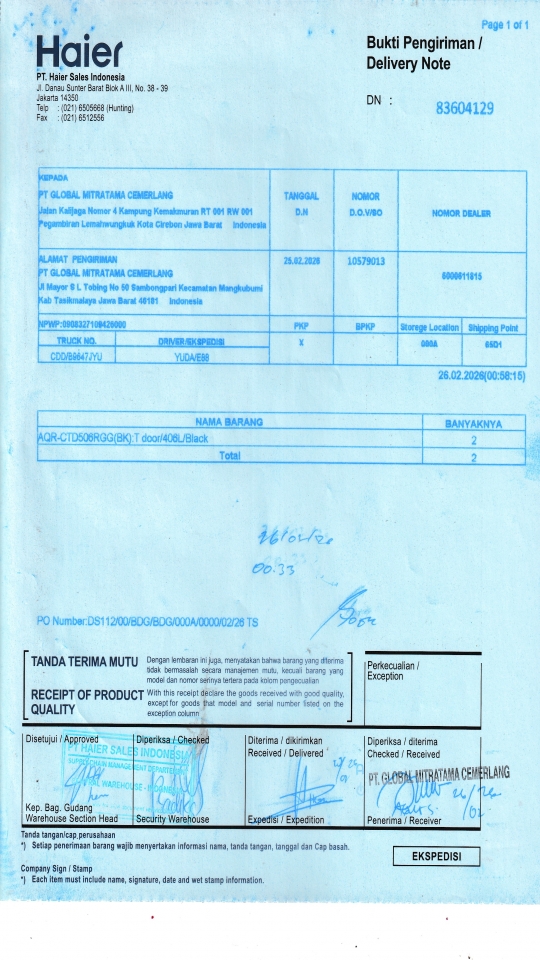 Page 1 of 1
Haier
Bukti Pengiriman /
Delivery Note
PT. Haier Sales Indonesia
Jl. Danau Sunter Barat Blok A III, No. 38 - 39
Jakarta 14350
Telp : (021) 6505668 (Hunting)
Fax : (021) 6512556
DN : 83604129
KEPADA
PT GLOBAL MITRATAMA CEMERLANG
Jalan Kalijaga Nomor 4 Kampung Kemakmuran RT 001 RW 001
Pegambiran Lemahwungkuk Kota Cirebon Jawa Barat Indonesia
TANGGAL
D.N
NOMOR
D.O.V/SO
NOMOR DEALER
ALAMAT PENGIRIMAN
PT GLOBAL MITRATAMA CEMERLANG
Jl Mayor S L Tobing No 50 Sambongpari Kecamatan Mangkubumi
Kab Tasikmalaya Jawa Barat 46181 Indonesia
25.02.2026
10579013
6000611815
NPWP:0908327109426000
PKP
BPKP
Storege Location
Shipping Point
TRUCK NO.
DRIVER/EKSPEDISI
X
000A
65D1
CDD/B9647JYU
YUDA/E66
26.02.2026(00:58:15)
NAMA BARANG
BANYAKNYA
AQR-CTD506RGG(BK):T door/406L/Black
2
Total
2
26/02/26
00.33
PO Number:DS112/00/BDG/BDG/000A/0000/02/26 TS
TANDA TERIMA MUTU
Dengan lembaran ini juga, menyatakan bahwa barang yang diterima
tidak bermasalah secara manajemen mutu, kecuali barang yang
model dan nomor serinya tertera pada kolom pengecualian
RECEIPT OF PRODUCT
QUALITY
With this receipt declare the goods received with good quality,
except for goods that model and serial number listed on the
exception column
Perkecualian /
Exception
Disetujui / Approved
Diperiksa / Checked
Diterima / dikirimkan
Received / Delivered
Diperiksa / diterima
Checked / Received
PT HAIER SALES INDONESIA
SUPPLY CHAIN MANAGEMENT DEPARTMENT
PT. GLOBAL MITRATAMA CEMERLANG
Kep. Bag. Gudang
Warehouse Section Head
Security Warehouse
Expedisi / Expedition
Penerima / Receiver
Tanda tangan/cap perusahaan
*) Setiap penerimaan barang wajib menyertakan informasi nama, tanda tangan, tanggal dan Cap basah.
EKSPEDISI
Company Sign / Stamp
*) Each item must include name, signature, date and wet stamp information.